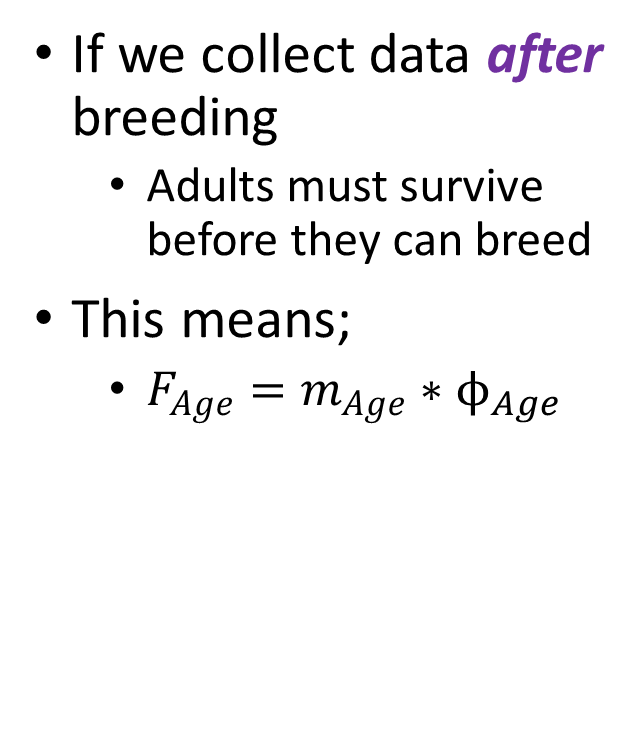 • If we collect data after
breeding
• Adults must survive
before they can breed
• This means;
• F_Age = m_Age * ϕ_Age